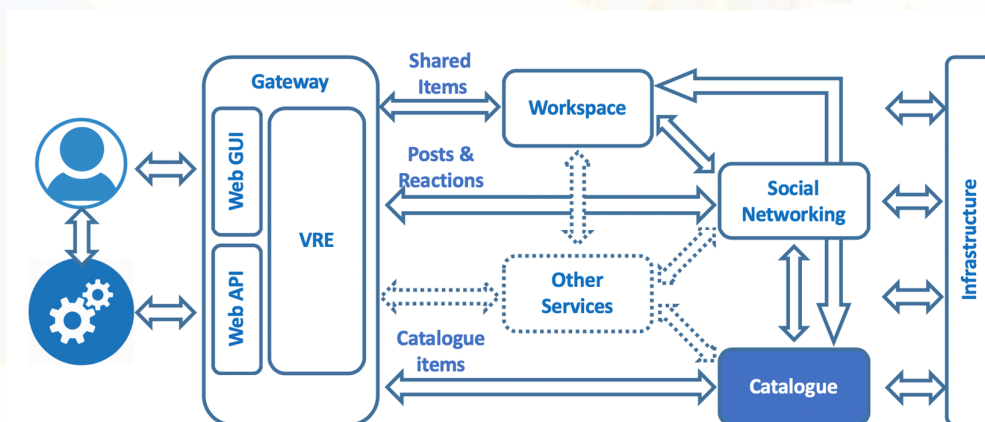 Shared
Items
Gateway
Workspace
Web GUI
Posts &
Reactions
Social
Networking
VRE
Infrastructure
Other
Services
Web API
Catalogue
items
Catalogue